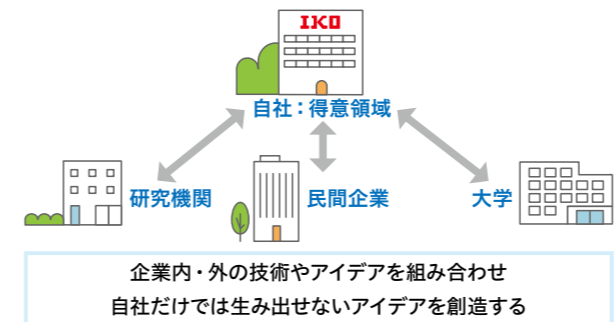 IKO
自社：得意領域
研究機関
民間企業
大学
企業内・外の技術やアイデアを組み合わせ
自社だけでは生み出せないアイデアを創造する